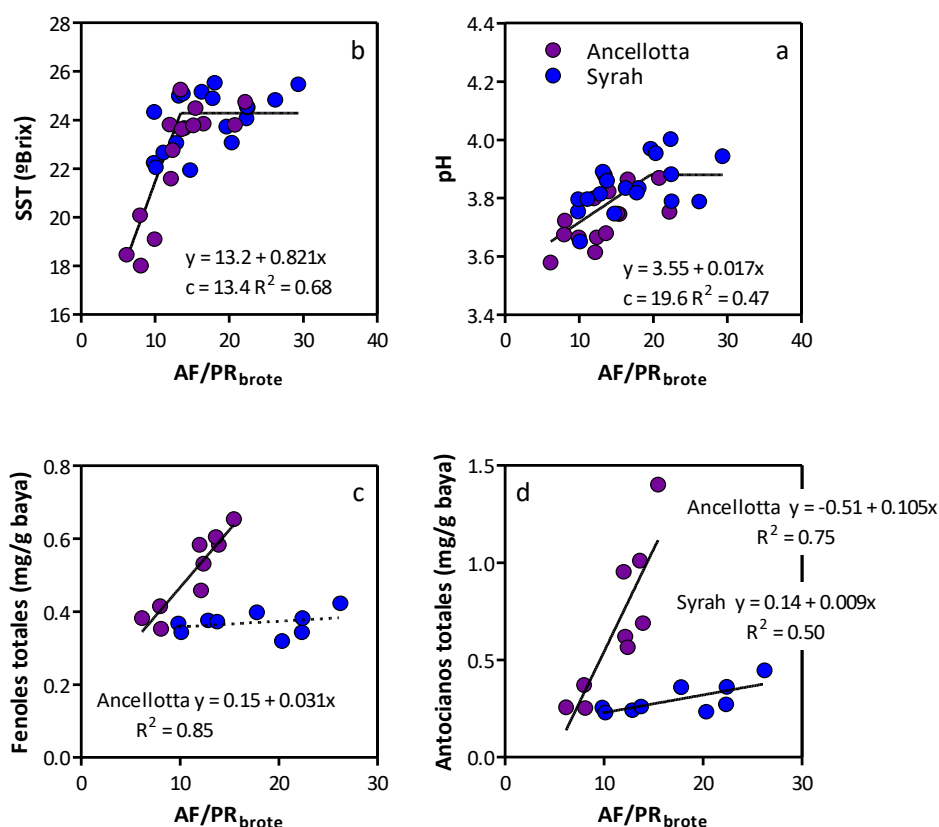 b
28
26
24
22
20
18
16
SST (ºBrix)
y = 13.2 + 0.821x
c = 13.4 R² = 0.68
0 10 20 30 40
AF/PRbrote
a
Ancellotta
Syrah
4.4
4.2
4.0
3.8
3.6
3.4
pH
y = 3.55 + 0.017x
c = 19.6 R² = 0.47
0 10 20 30 40
AF/PRbrote
c
0.8
0.6
0.4
0.2
0.0
Fenoles totales (mg/g baya)
Ancellotta y = 0.15 + 0.031x
R² = 0.85
0 10 20 30
AF/PRbrote
d
1.5
1.0
0.5
0.0
Antocianos totales (mg/g baya)
Ancellotta y = -0.51 + 0.105x
R² = 0.75
Syrah y = 0.14 + 0.009x
R² = 0.50
0 10 20 30
AF/PRbrote